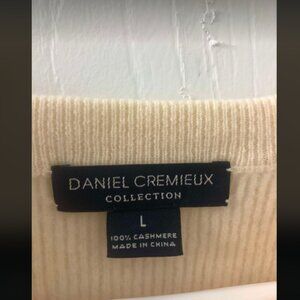 DANIEL CREMIEUX
COLLECTION
L
100% CASHMERE
MADE IN CHINA